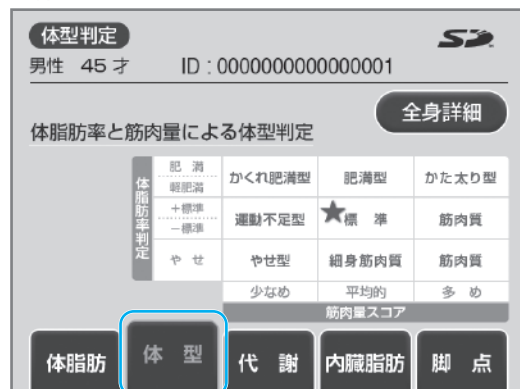 体型判定
SD
男性 45才 ID:0000000000000001
全身詳細
体脂肪率と筋肉量による体型判定
体脂肪率判定
肥 満
軽肥満
かくれ肥満型 肥満型 かた太り型
+標準
-標準
運動不足型 ★標 準 筋肉質
や せ
やせ型 細身筋肉質 筋肉質
少なめ 平均的 多 め
筋肉量スコア
体脂肪 体 型 代 謝 内臓脂肪 脚 点